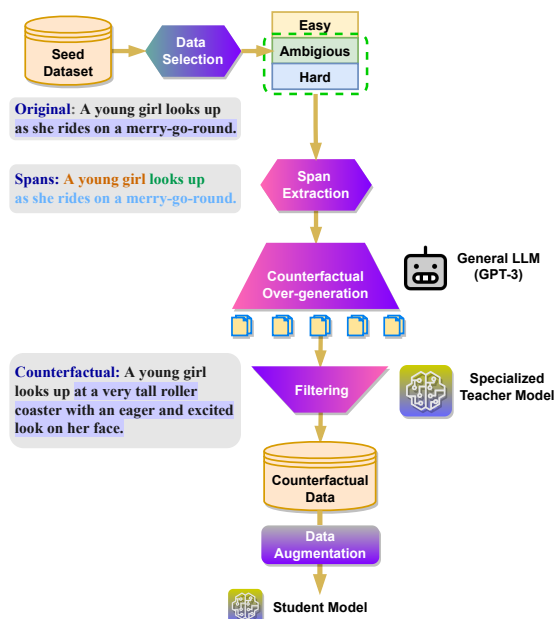 Seed
Dataset
Data
Selection
Easy
Ambigious
Hard
Original: A young girl looks up
as she rides on a merry-go-round.
Spans: A young girl looks up
as she rides on a merry-go-round.
Span
Extraction
Counterfactual
Over-generation
General LLM
(GPT-3)
Counterfactual: A young girl
looks up at a very tall roller
coaster with an eager and excited
look on her face.
Filtering
Specialized
Teacher Model
Counterfactual
Data
Data
Augmentation
Student Model